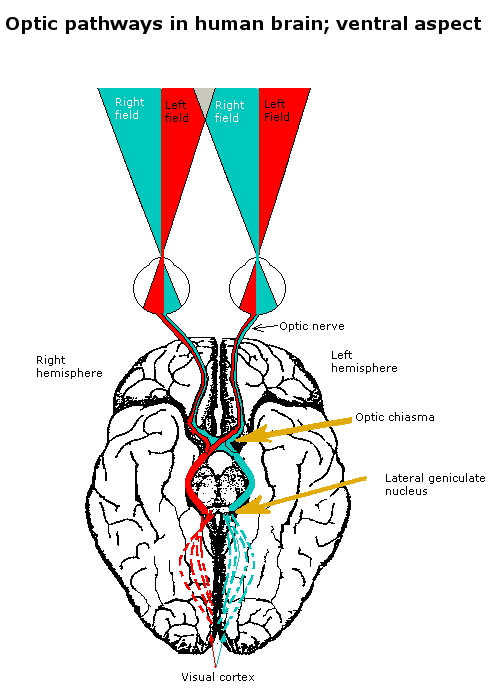 Optic pathways in human brain; ventral aspect
Right
field
Left
field
Right
field
Left
Field
Optic nerve
Right
hemisphere
Left
hemisphere
Optic chiasma
Lateral geniculate
nucleus
Visual cortex